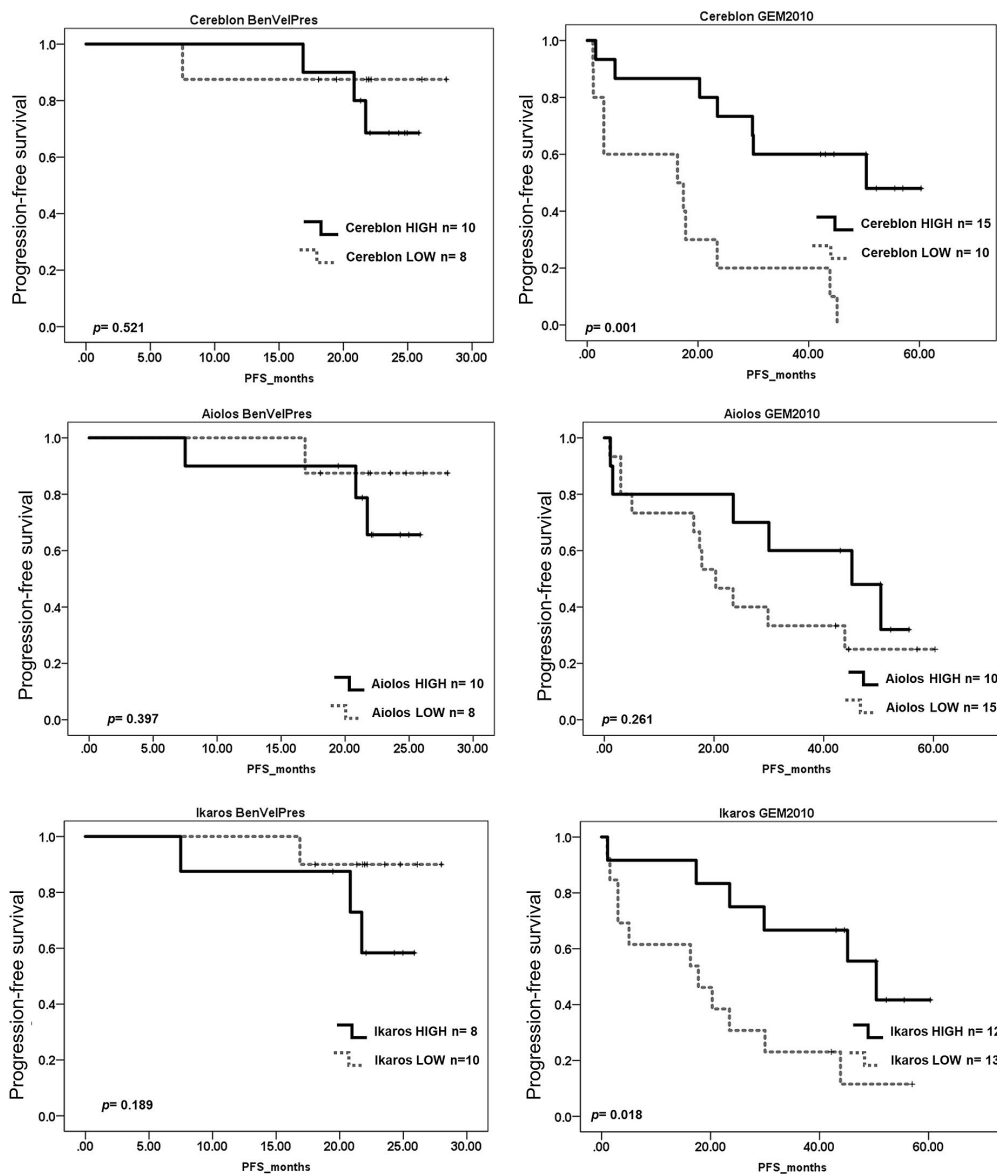 Cereblon BenVelPres
Progression-free survival
1.0
0.8
0.6
0.4
0.2
0.0
Cereblon HIGH n= 10
Cereblon LOW n= 8
p= 0.521
.00 5.00 10.00 15.00 20.00 25.00 30.00
PFS_months
Cereblon GEM2010
Progression-free survival
1.0
0.8
0.6
0.4
0.2
.0
Cereblon HIGH n= 15
Cereblon LOW n= 10
p= 0.001
.00 20.00 40.00 60.00
PFS_months
Aiolos BenVelPres
Progression-free survival
1.0
0.8
0.6
0.4
0.2
0.0
Aiolos HIGH n= 10
Aiolos LOW n= 8
p= 0.397
.00 5.00 10.00 15.00 20.00 25.00 30.00
PFS_months
Aiolos GEM2010
Progression-free survival
1.0
0.8
0.6
0.4
0.2
0.0
Aiolos HIGH n= 10
Aiolos LOW n= 15
p= 0.261
.00 20.00 40.00 60.00
PFS_months
Ikaros BenVelPres
Progression-free survival
1.0
0.8
0.6
0.4
0.2
0.0
Ikaros HIGH n= 8
Ikaros LOW n=10
p= 0.189
.00 5.00 10.00 15.00 20.00 25.00 30.00
PFS_months
Ikaros GEM2010
Progression-free survival
1.0
0.8
0.6
0.4
0.2
0.0
Ikaros HIGH n= 12
Ikaros LOW n= 13
p= 0.018
.00 20.00 40.00 60.00
PFS_months